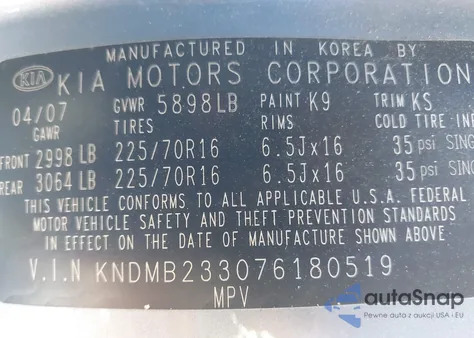 MANUFACTURED IN KOREA BY
KIA KIA MOTORS CORPORATION
04/07 GVWR 5898LB PAINT K9 TRIM KS
GAWR TIRES RIMS COLD TIRE
FRONT 2998 LB 225/70R16 6.5Jx16 35 psi SING
REAR 3064 LB 225/70R16 6.5Jx16 35 psi SING
THIS VEHICLE CONFORMS TO ALL APPLICABLE U.S.A. FEDERAL
MOTOR VEHICLE SAFETY AND THEFT PREVENTION STANDARDS
IN EFFECT ON THE DATE OF MANUFACTURE SHOWN ABOVE
V.I.N KNDMB233076180519
MPV
autoSnap
Pewne auta z aukcji USA i EU